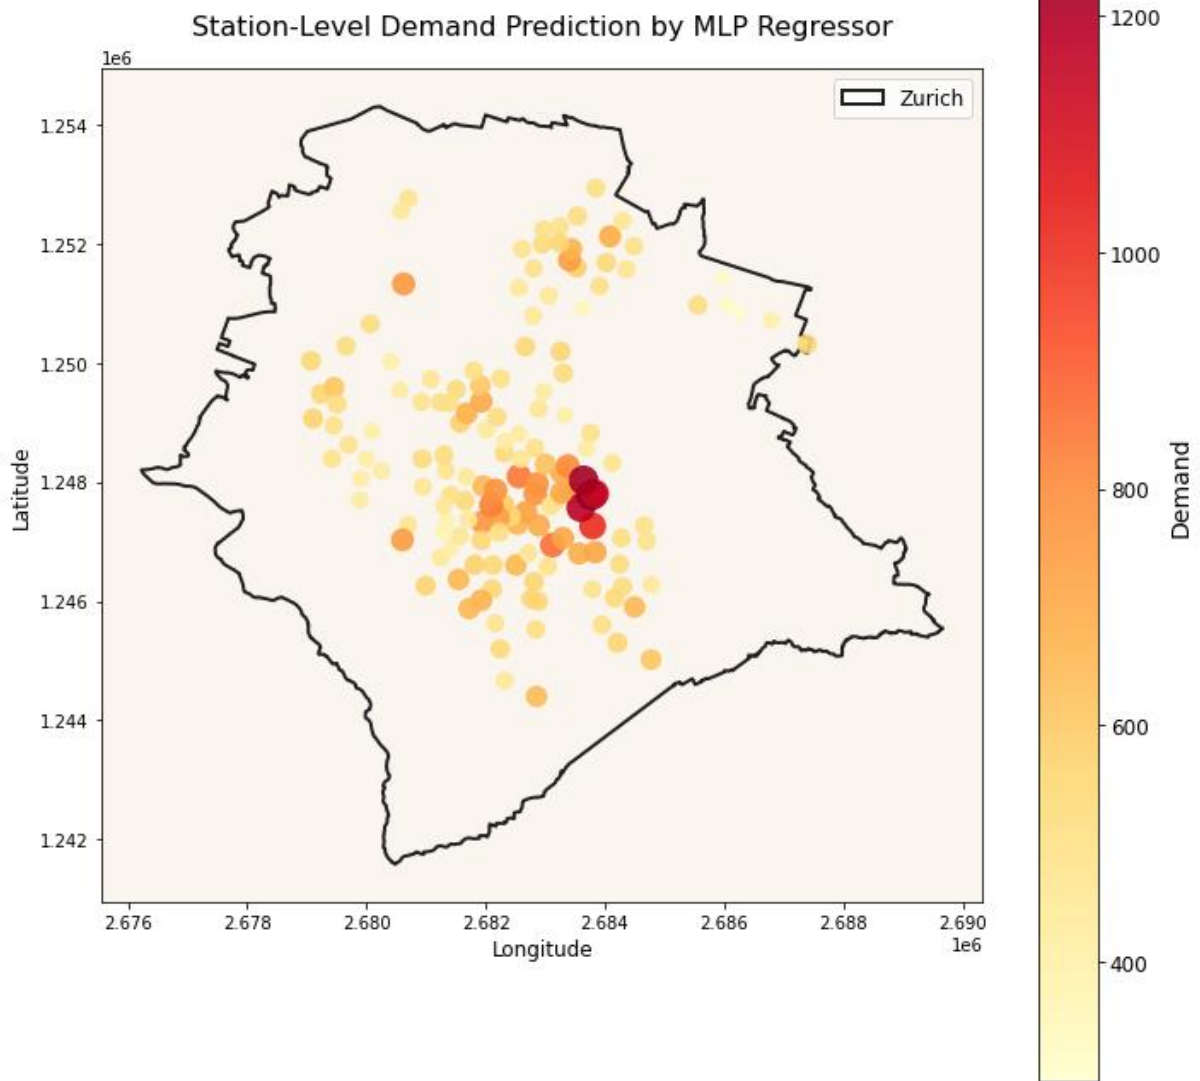 Station-Level Demand Prediction by MLP Regressor
1e6
Zurich
1.254
1.252
1.250
1.248
1.246
1.244
1.242
Latitude
2.676 2.678 2.680 2.682 2.684 2.686 2.688 2.690
Longitude
1e6
1200
1000
800
600
400
Demand